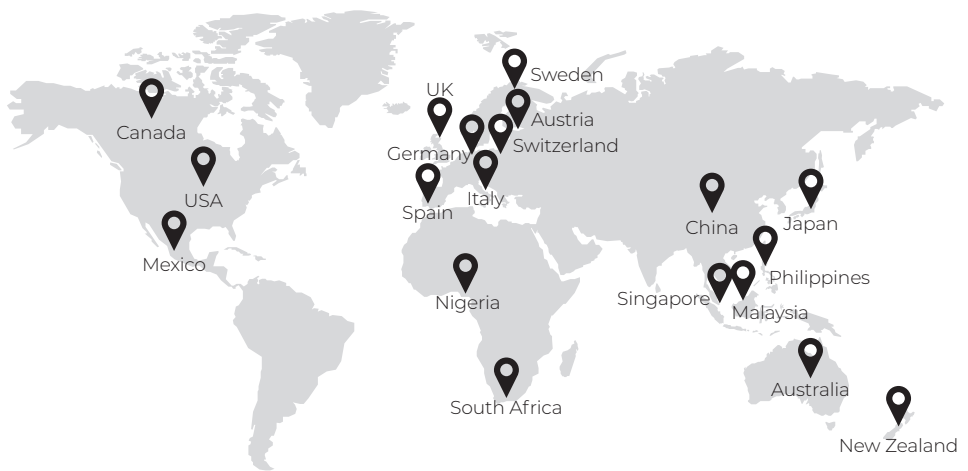 Sweden
UK
Austria
Canada
Switzerland
Germany
USA
Italy
Spain
Japan
China
Mexico
Philippines
Singapore
Nigeria
Malaysia
Australia
South Africa
New Zealand